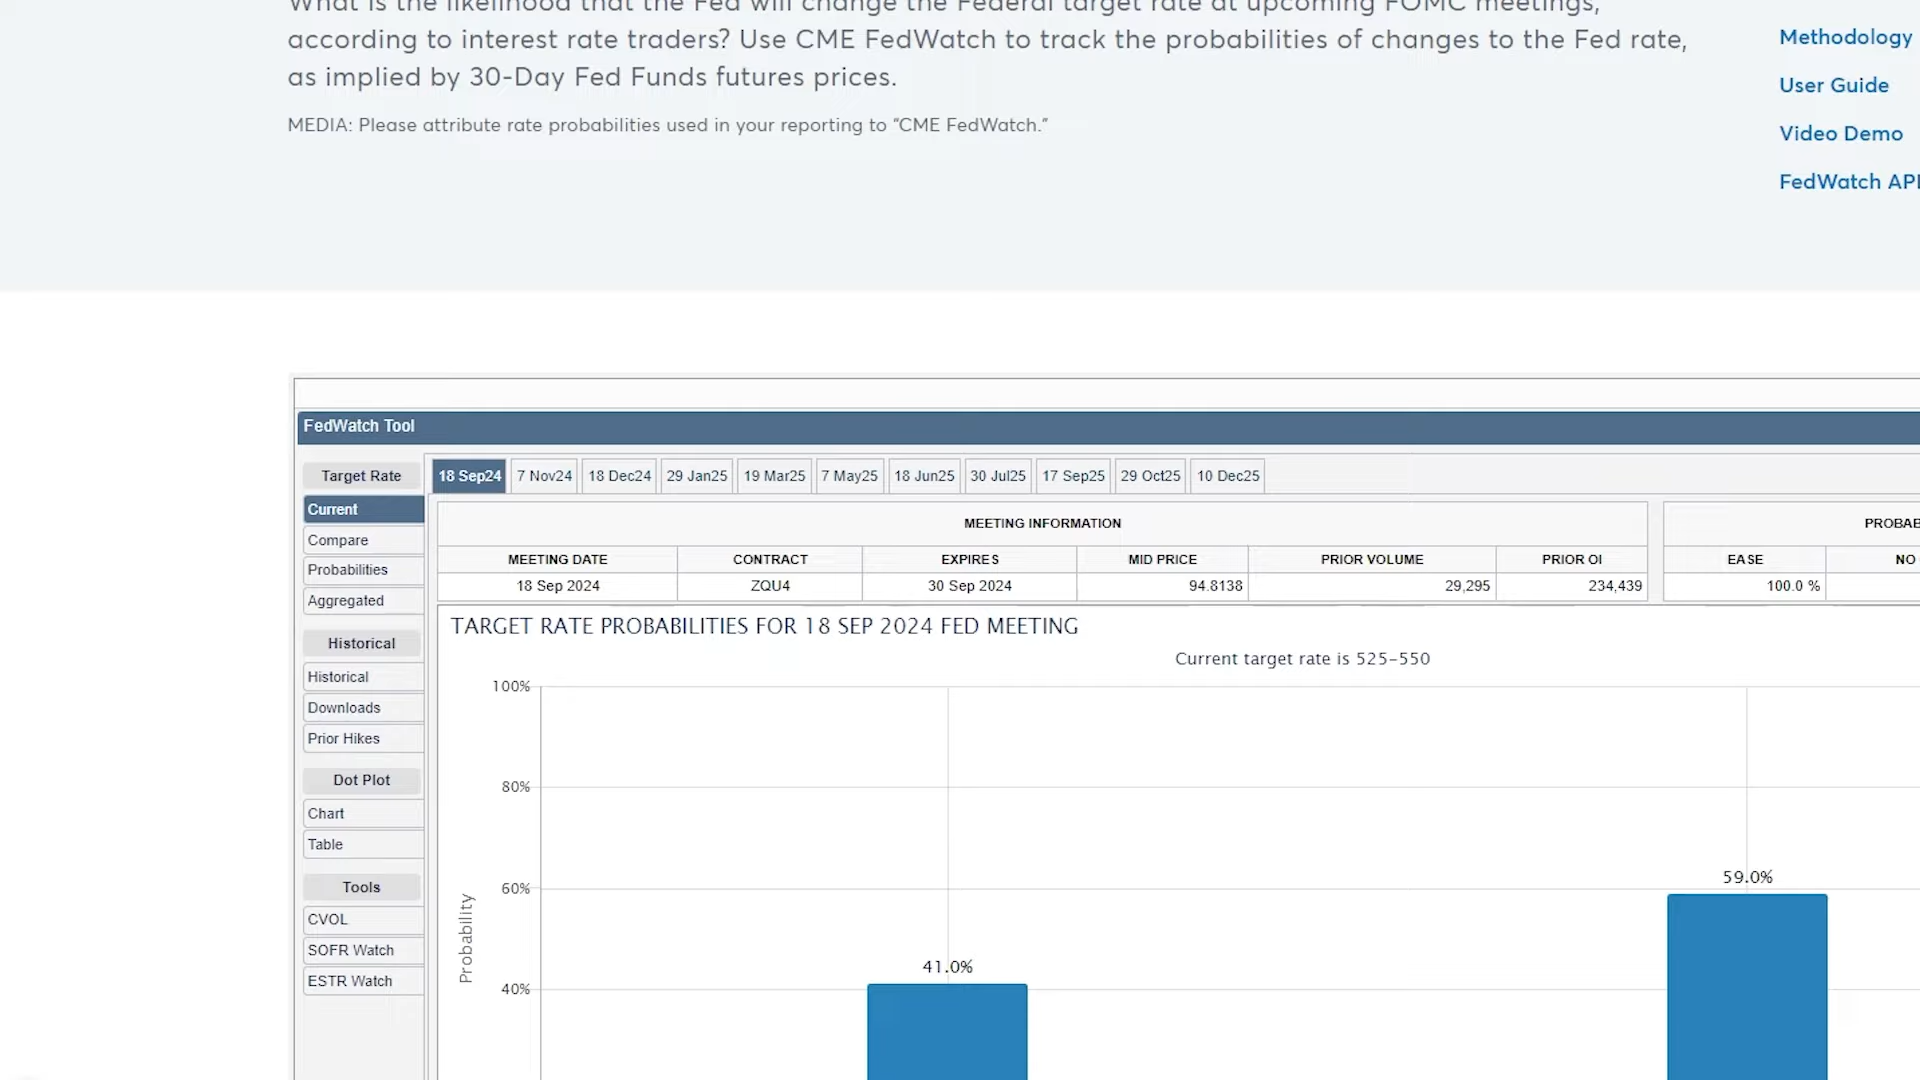 What is the likelihood that the Fed will change the Federal target rate at upcoming FOMC meetings,
according to interest rate traders? Use CME FedWatch to track the probabilities of changes to the Fed rate,
as implied by 30-Day Fed Funds futures prices.
MEDIA: Please attribute rate probabilities used in your reporting to “CME FedWatch.”
Methodology
User Guide
Video Demo
FedWatch API
FedWatch Tool
Target Rate
Current
Compare
Probabilities
Aggregated
Historical
Historical
Downloads
Prior Hikes
Dot Plot
Chart
Table
Tools
CVOL
SOFR Watch
ESTR Watch
18 Sep24 7 Nov24 18 Dec24 29 Jan25 19 Mar25 7 May25 18 Jun25 30 Jul25 17 Sep25 29 Oct25 10 Dec25
MEETING INFORMATION
MEETING DATE CONTRACT EXPIRES MID PRICE PRIOR VOLUME PRIOR OI
18 Sep 2024 ZQU4 30 Sep 2024 94.8138 29,295 234,439
PROBAB
EASE NO
100.0 %
TARGET RATE PROBABILITIES FOR 18 SEP 2024 FED MEETING
Current target rate is 525-550
100%
80%
60%
40%
Probability
41.0%
59.0%